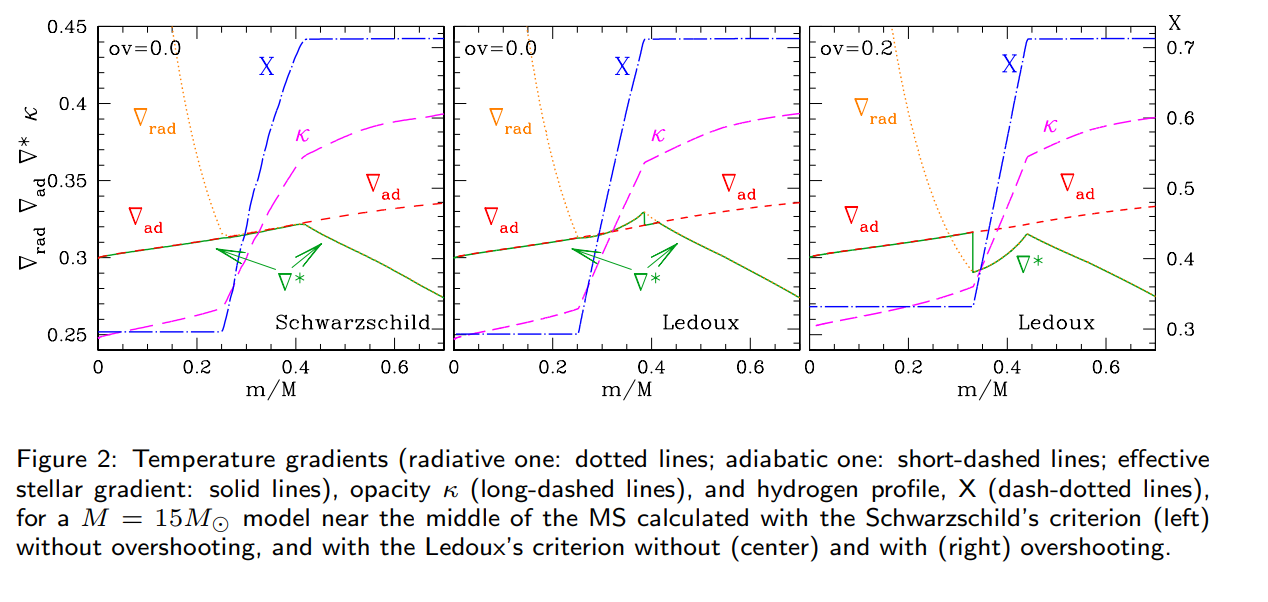 0.45
0.4
0.35
0.3
0.25
∇rad ∇ad ∇* κ
ov=0.0
X
∇rad
κ
∇ad
∇ad
∇*
Schwarzschild
0
0.2
0.4
0.6
m/M
ov=0.0
X
∇rad
κ
∇ad
∇ad
∇*
Ledoux
0
0.2
0.4
0.6
m/M
ov=0.2
X
∇rad
κ
∇ad
∇ad
∇*
Ledoux
0
0.2
0.4
0.6
m/M
X
0.7
0.6
0.5
0.4
0.3
Figure 2: Temperature gradients (radiative one: dotted lines; adiabatic one: short-dashed lines; effective
stellar gradient: solid lines), opacity κ (long-dashed lines), and hydrogen profile, X (dash-dotted lines),
for a M = 15M⊙ model near the middle of the MS calculated with the Schwarzschild's criterion (left)
without overshooting, and with the Ledoux's criterion without (center) and with (right) overshooting.